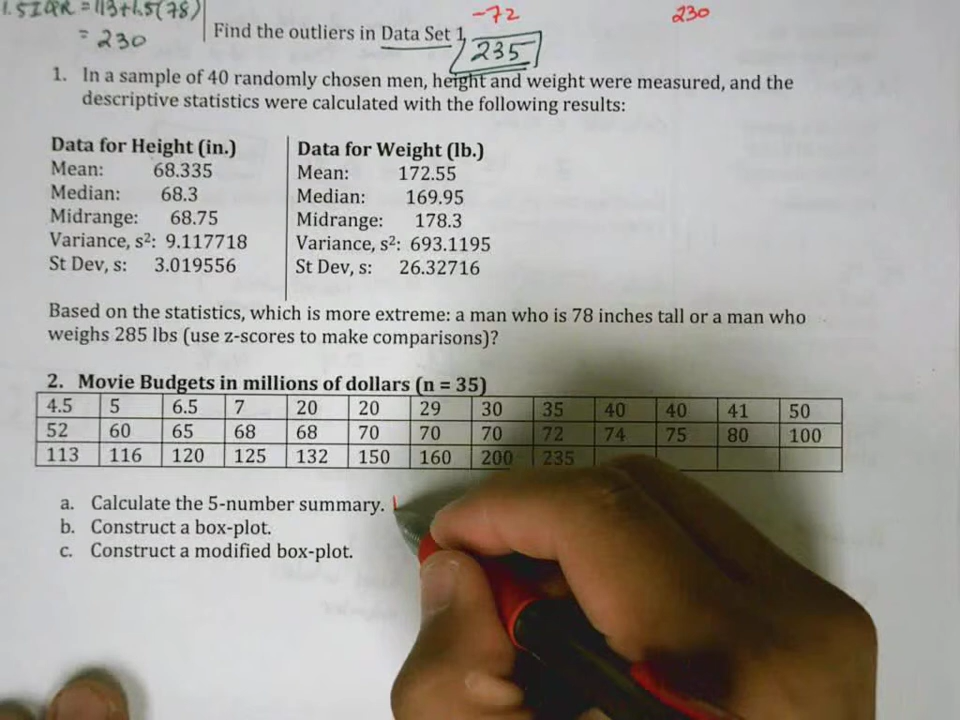 1.5 IQR = 113+1.5(78)
= 230
-72
230
Find the outliers in Data Set 1
235
1. In a sample of 40 randomly chosen men, height and weight were measured, and the
descriptive statistics were calculated with the following results:
Data for Height (in.)
Mean: 68.335
Median: 68.3
Midrange: 68.75
Variance, s²: 9.117718
St Dev, s: 3.019556
Data for Weight (lb.)
Mean: 172.55
Median: 169.95
Midrange: 178.3
Variance, s²: 693.1195
St Dev, s: 26.32716
Based on the statistics, which is more extreme: a man who is 78 inches tall or a man who
weighs 285 lbs (use z-scores to make comparisons)?
2. Movie Budgets in millions of dollars (n = 35)
4.5 5 6.5 7 20 20 29 30 35 40 40 41 50
52 60 65 68 68 70 70 70 72 74 75 80 100
113 116 120 125 132 150 160 200 235
a. Calculate the 5-number summary.
b. Construct a box-plot.
c. Construct a modified box-plot.